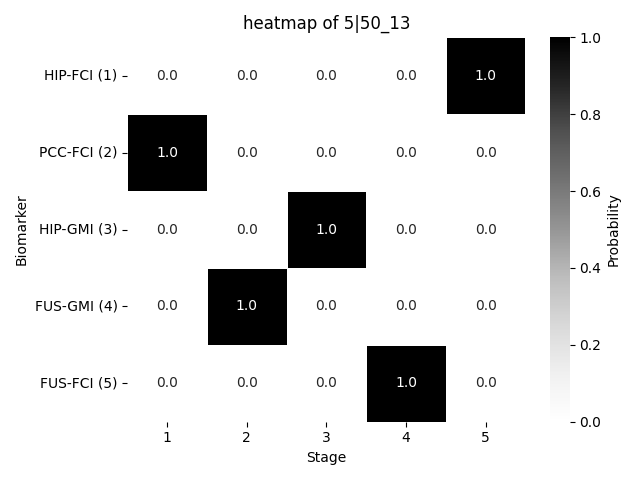 heatmap of 5|50_13
HIP-FCI (1) 0.0 0.0 0.0 0.0 1.0
PCC-FCI (2) 1.0 0.0 0.0 0.0 0.0
HIP-GMI (3) 0.0 0.0 1.0 0.0 0.0
FUS-GMI (4) 0.0 1.0 0.0 0.0 0.0
FUS-FCI (5) 0.0 0.0 0.0 1.0 0.0
1 2 3 4 5
Stage
Biomarker
1.0
0.8
0.6
0.4
0.2
0.0
Probability